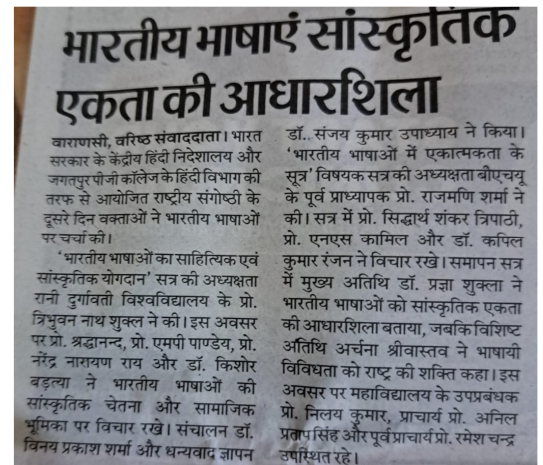 भारतीय भाषाएं सांस्कृतिक
एकता की आधारशिला
वाराणसी, वरिष्ठ संवाददाता। भारत
सरकार के केंद्रीय हिंदी निदेशालय और
जगतपुर पीजी कॉलेज के हिंदी विभाग की
तरफ से आयोजित राष्ट्रीय संगोष्ठी के
दूसरे दिन वक्ताओं ने भारतीय भाषाओं
पर चर्चा की।
'भारतीय भाषाओं का साहित्यिक एवं
सांस्कृतिक योगदान' सत्र की अध्यक्षता
रानी दुर्गावती विश्वविद्यालय के प्रो.
त्रिभुवन नाथ शुक्ल ने की। इस अवसर
पर प्रो. श्रद्धानन्द, प्रो. एमपी पाण्डेय, प्रो.
नरेंद्र नारायण राय और डॉ. किशोर
बड़त्या ने भारतीय भाषाओं की
सांस्कृतिक चेतना और सामाजिक
भूमिका पर विचार रखे। संचालन डॉ.
विनय प्रकाश शर्मा और धन्यवाद ज्ञापन
डॉ. संजय कुमार उपाध्याय ने किया।
'भारतीय भाषाओं में एकात्मकता के
सूत्र' विषयक सत्र की अध्यक्षता बीएचयू
के पूर्व प्राध्यापक प्रो. राजमणि शर्मा ने
की। सत्र में प्रो. सिद्धार्थ शंकर त्रिपाठी,
प्रो. एनएस कामिल और डॉ. कपिल
कुमार रंजन ने विचार रखे। समापन सत्र
में मुख्य अतिथि डॉ. प्रज्ञा शुक्ला ने
भारतीय भाषाओं को सांस्कृतिक एकता
की आधारशिला बताया, जबकि विशिष्ट
अतिथि अर्चना श्रीवास्तव ने भाषायी
विविधता को राष्ट्र की शक्ति कहा। इस
अवसर पर महाविद्यालय के उपप्रबंधक
प्रो. निलय कुमार, प्राचार्य प्रो. अनिल
प्रताप सिंह और पूर्व प्राचार्य प्रो. रमेश चन्द्र
उपस्थित रहे।